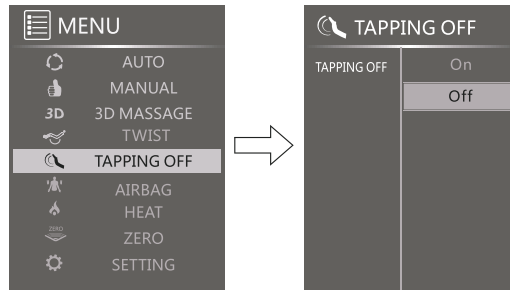 MENU
AUTO
MANUAL
3D 3D MASSAGE
TWIST
TAPPING OFF
AIRBAG
HEAT
ZERO ZERO
SETTING
TAPPING OFF
TAPPING OFF On
Off